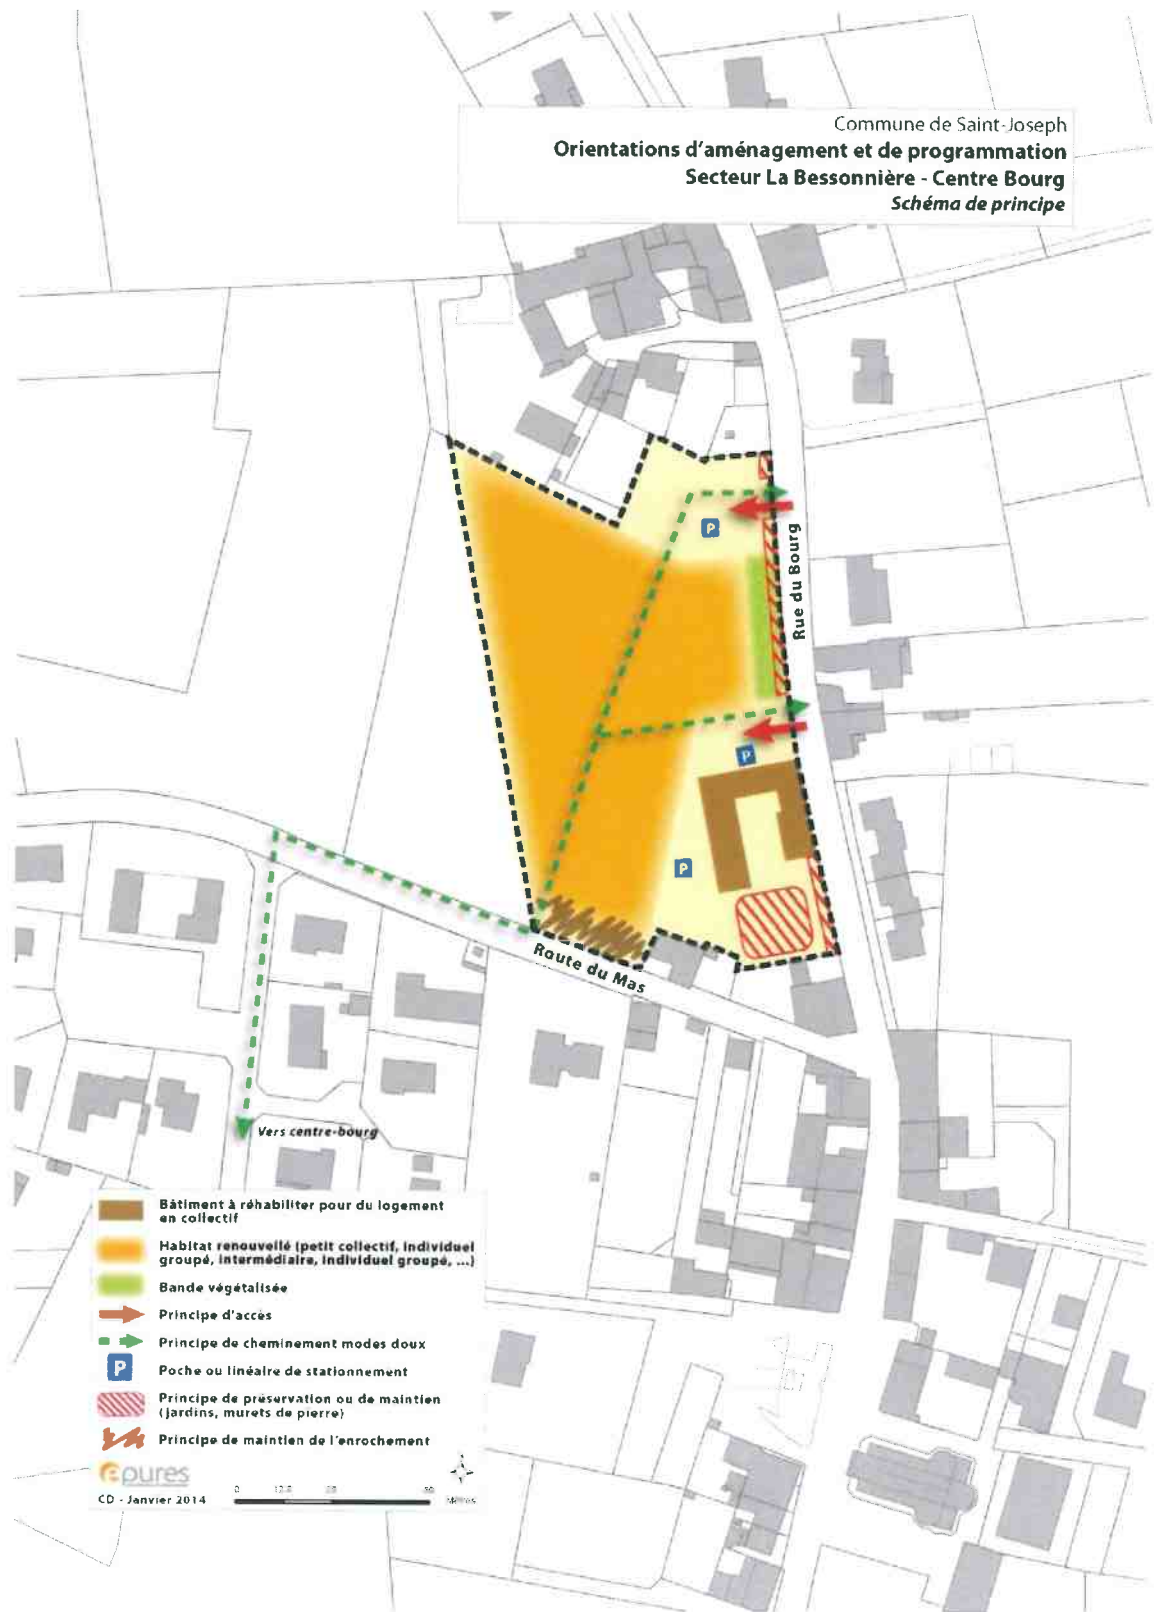 Commune de Saint-Joseph
Orientations d'aménagement et de programmation
Secteur La Bessonnière - Centre Bourg
Schéma de principe
P
Rue du Bourg
P
P
Route du Mas
Vers centre-bourg
Bâtiment à réhabiliter pour du logement
en collectif
Habitat renouvellé (petit collectif, individuel
groupé, intermédiaire, individuel groupé, ...)
Bande végétalisée
Principe d'accès
Principe de cheminement modes doux
P
Poche ou linéaire de stationnement
Principe de préservation ou de maintien
(jardins, murets de pierre)
Principe de maintien de l'enrochement
epures
CD - Janvier 2014
0
50
Mètres